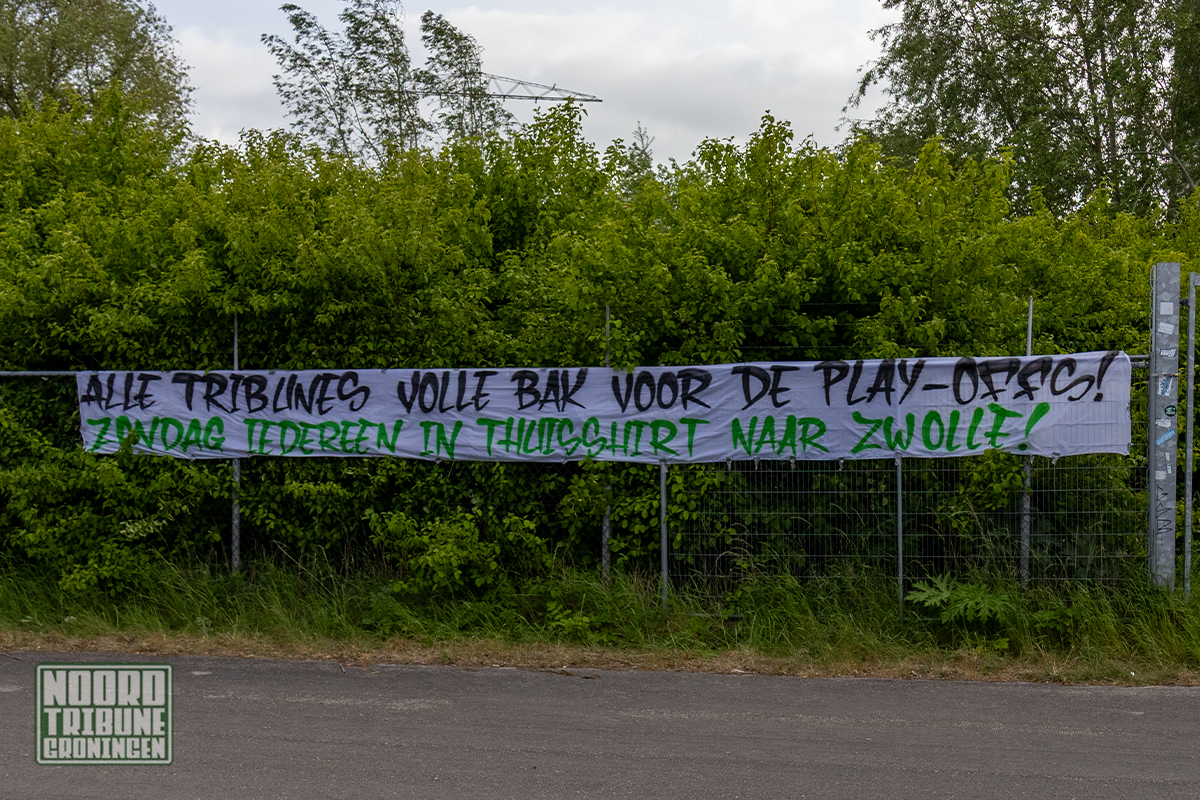 ALLE TRIBUNES VOLLE BAK VOOR DE PLAY-OFFS!
ZONDAG IEDEREEN IN THUISSHIRT NAAR ZWOLLE!
NOORD
TRIBUNE
GRONINGEN